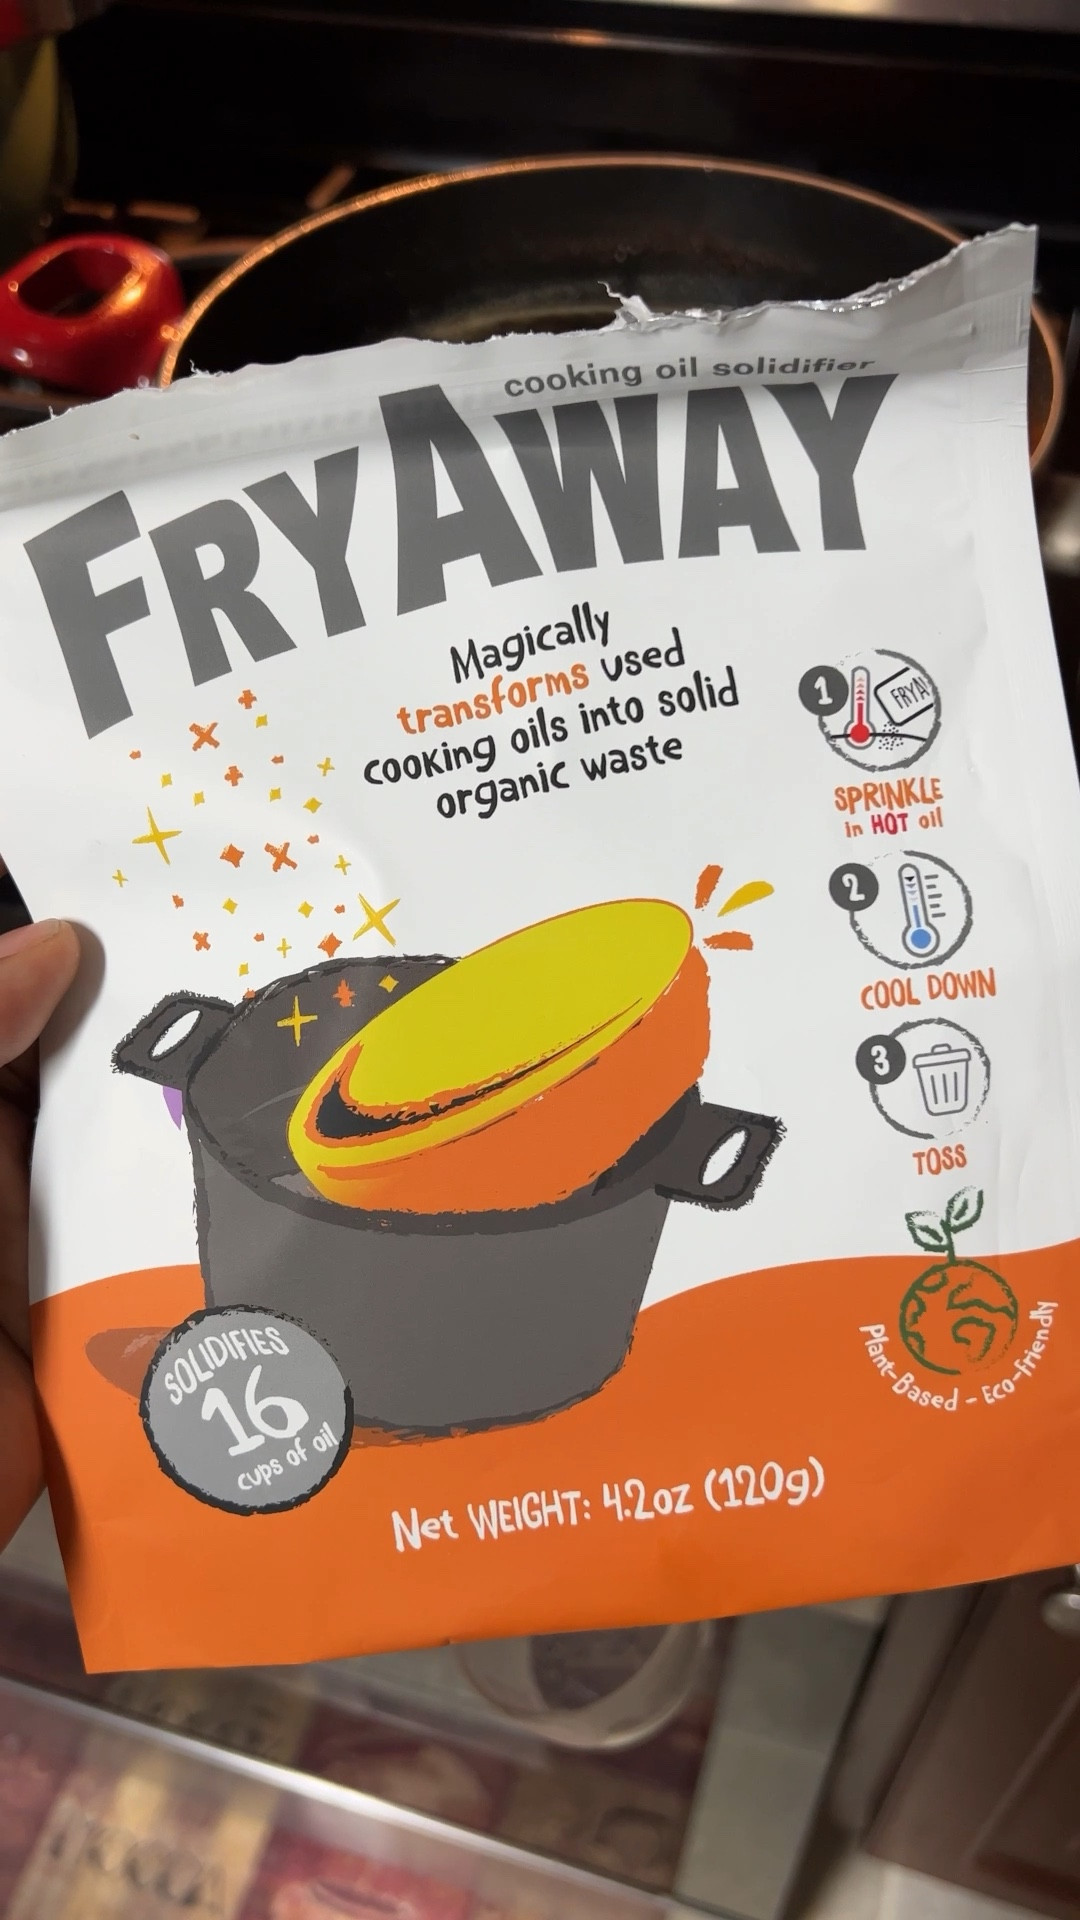 cooking oil solidifier
FRYAWAY
Magically
transforms used
cooking oils into solid
organic waste
1
FRYA
SPRINKLE
in HOT oil
2
COOL DOWN
3
TOSS
Plant-Based - Eco-friendly
SOLIDIFIES
16
cups of oil
Net WEIGHT: 4.2oz (120g)